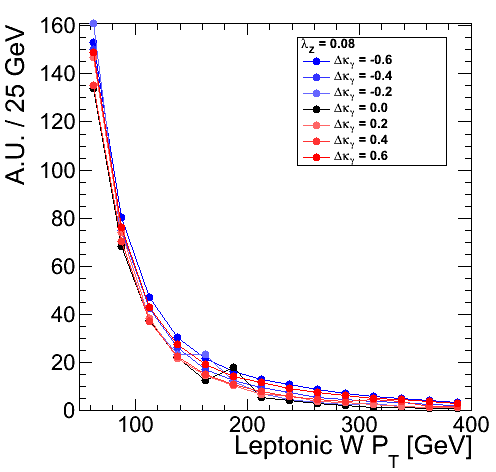 160
140
120
100
80
60
40
20
0
A.U. / 25 GeV
λZ = 0.08
Δκγ = -0.6
Δκγ = -0.4
Δκγ = -0.2
Δκγ = 0.0
Δκγ = 0.2
Δκγ = 0.4
Δκγ = 0.6
100 200 300 400
Leptonic W PT [GeV]